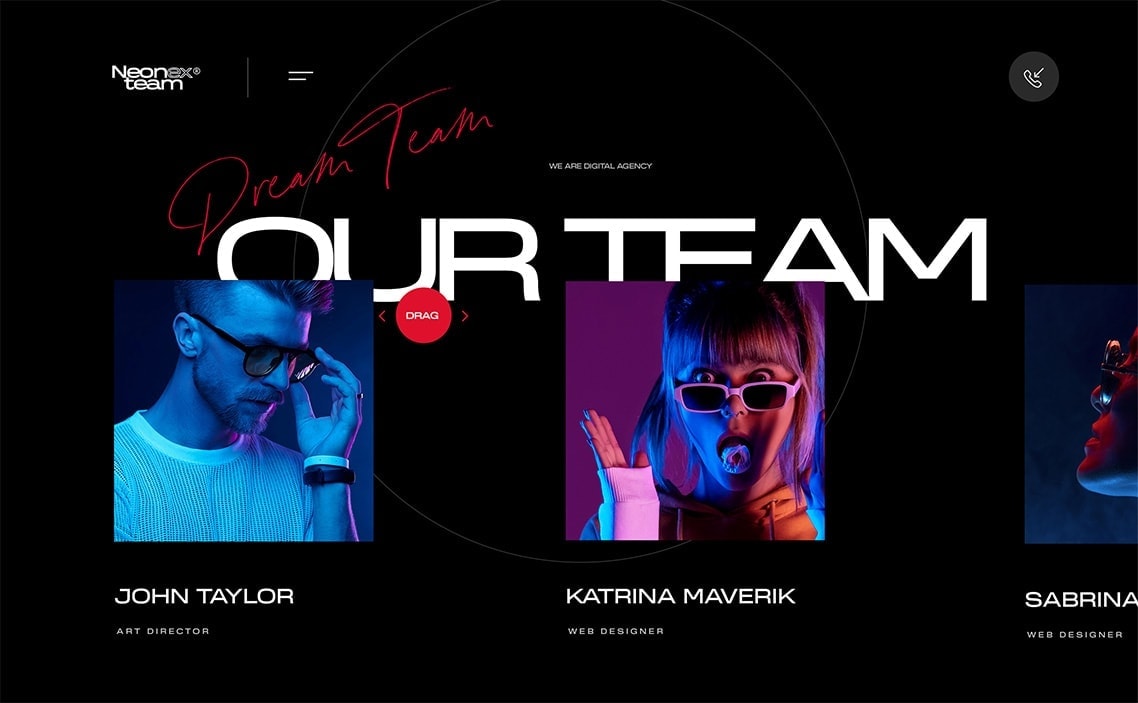 Neonex®
team
Dream Team
WE ARE DIGITAL AGENCY
OUR TEAM
DRAG
JOHN TAYLOR
ART DIRECTOR
KATRINA MAVERIK
WEB DESIGNER
SABRINA
WEB DESIGNER